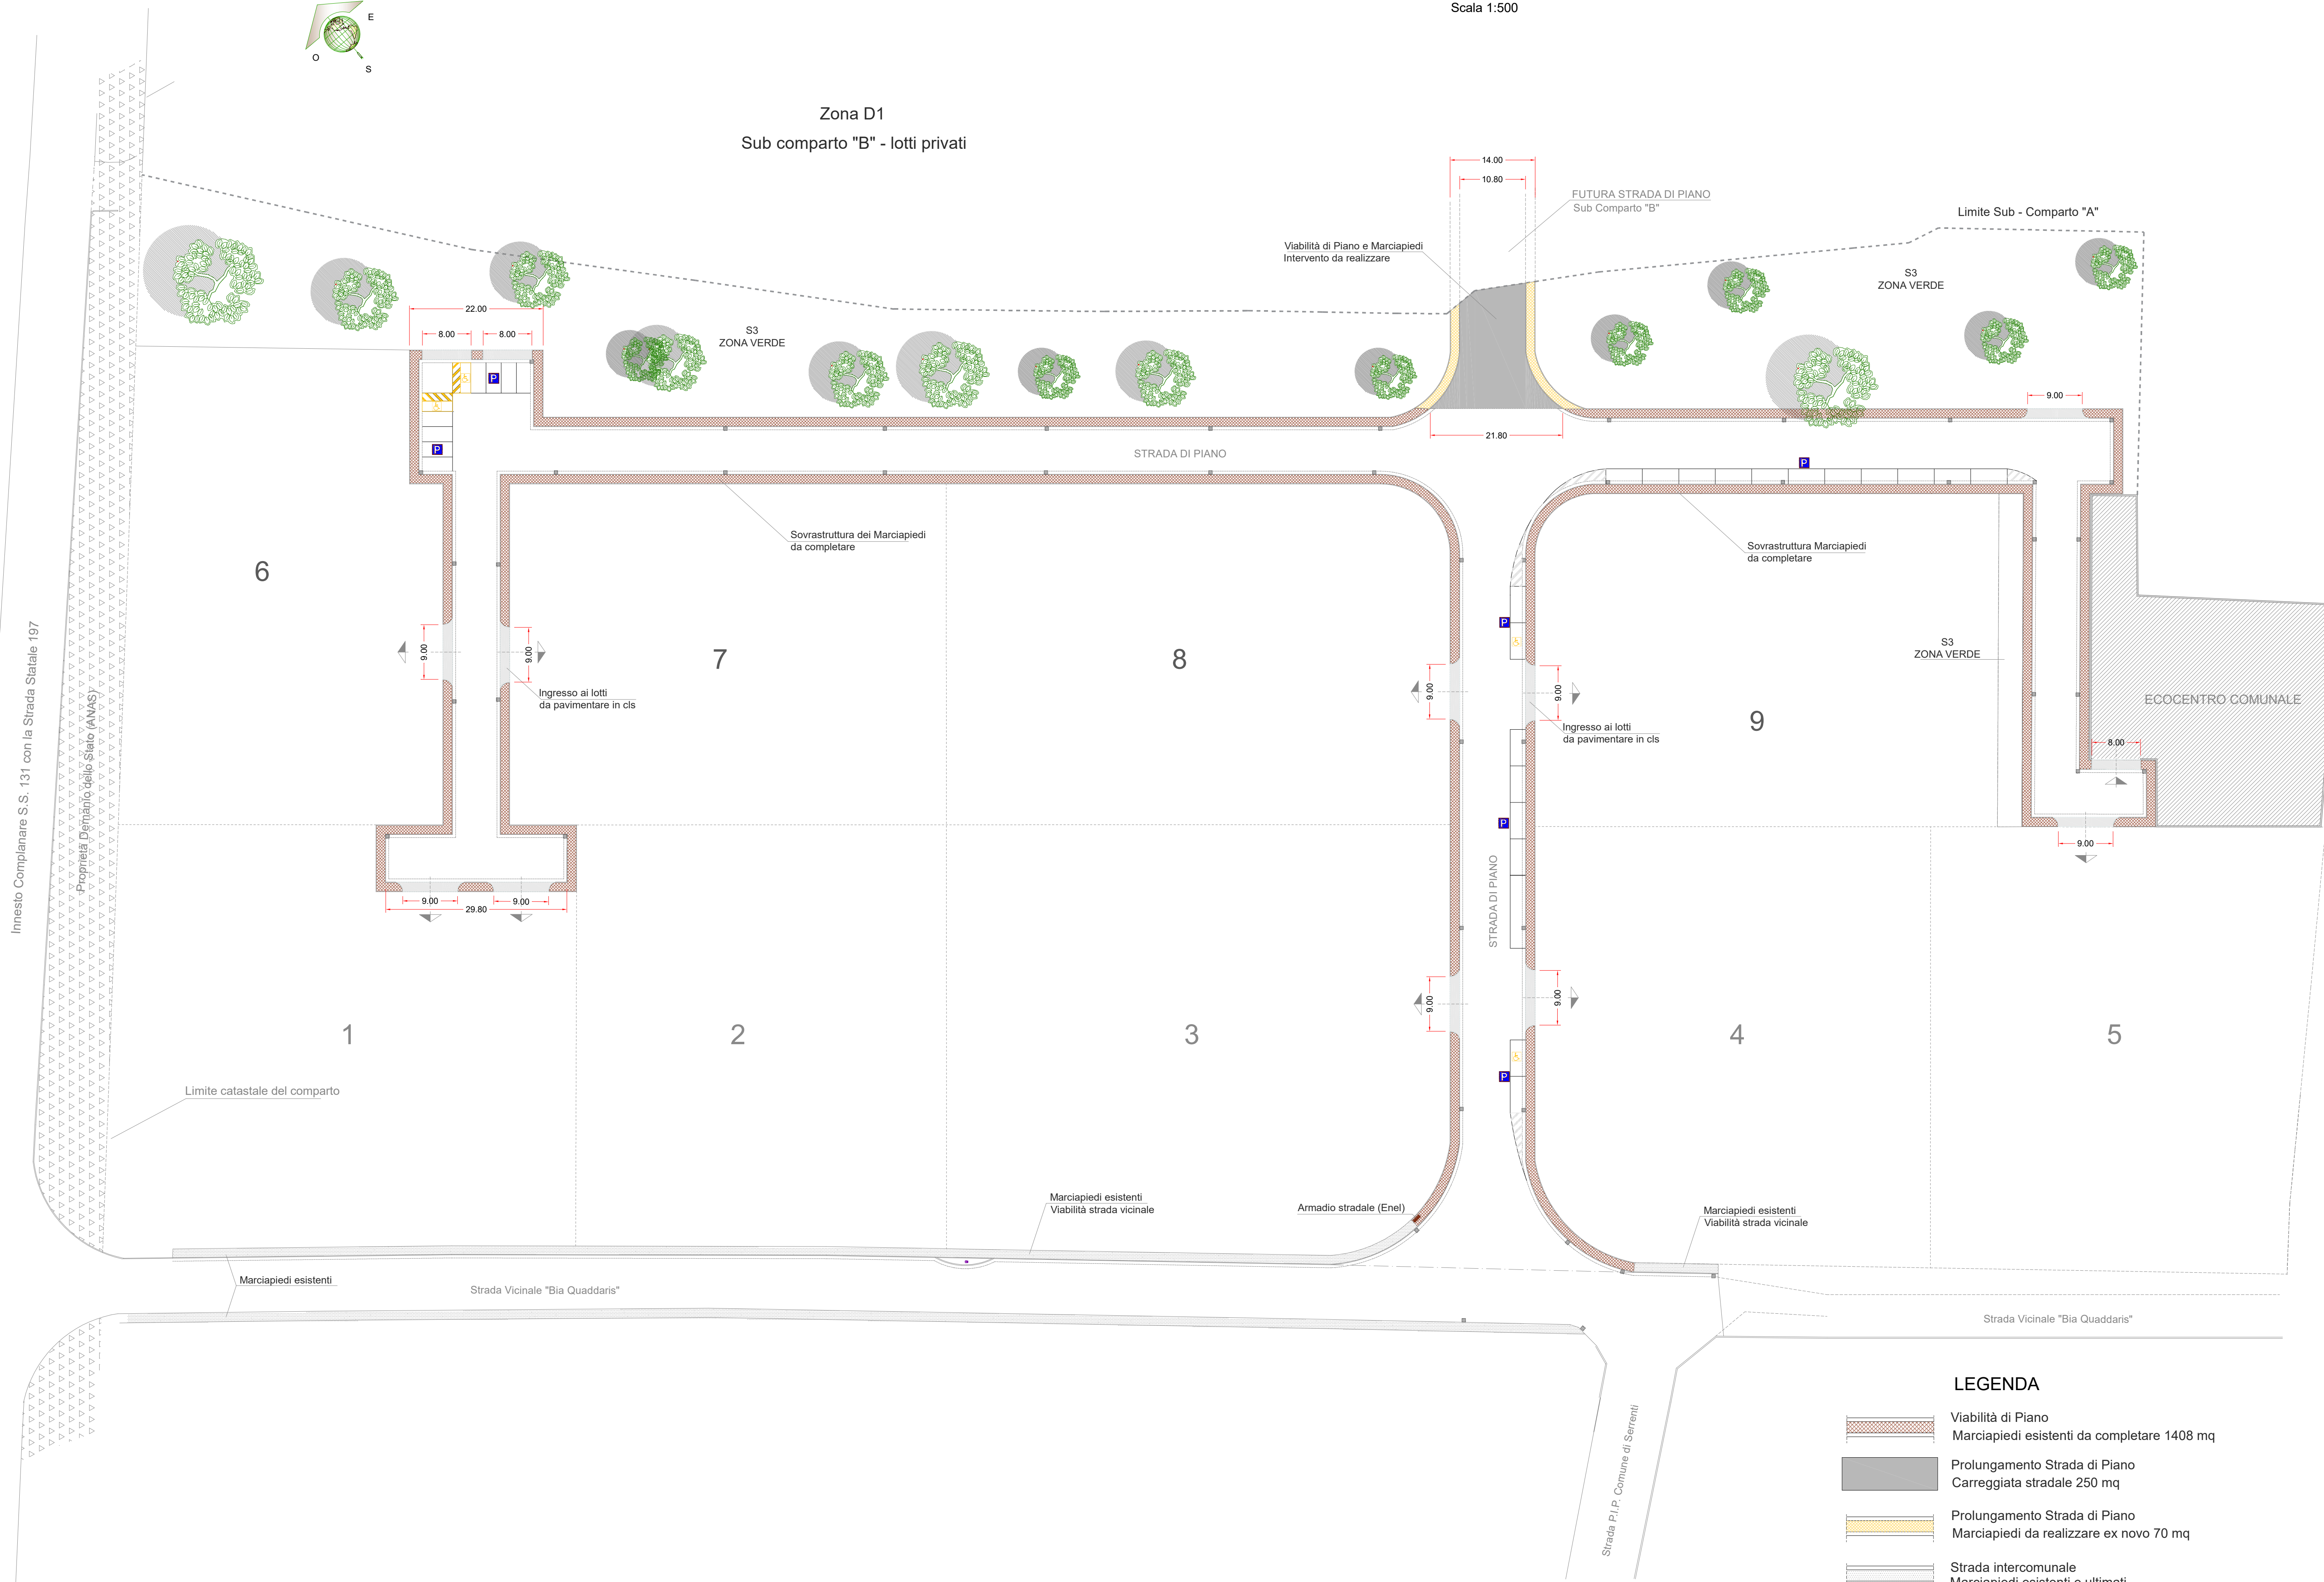 Scala 1:500
E
O
S
Zona D1
Sub comparto "B" - lotti privati
14.00
10.80
FUTURA STRADA DI PIANO
Sub Comparto "B"
Limite Sub - Comparto "A"
Viabilità di Piano e Marciapiedi
Intervento da realizzare
S3
ZONA VERDE
22.00
8.00
8.00
S3
ZONA VERDE
P
P
9.00
21.80
STRADA DI PIANO
P
Sovrastruttura dei Marciapiedi
da completare
Sovrastruttura Marciapiedi
da completare
6
7
8
9
P
9.00
9.00
9.00
9.00
Ingresso ai lotti
da pavimentare in cls
Ingresso ai lotti
da pavimentare in cls
S3
ZONA VERDE
ECOCENTRO COMUNALE
8.00
P
9.00
Innesto Complanare S.S. 131 con la Strada Statale 197
Proprietà Demanio dello Stato (ANAS)
9.00
9.00
29.80
STRADA DI PIANO
9.00
9.00
1
2
3
4
5
P
Limite catastale del comparto
Marciapiedi esistenti
Viabilità strada vicinale
Armadio stradale (Enel)
Marciapiedi esistenti
Viabilità strada vicinale
Marciapiedi esistenti
Strada Vicinale "Bia Quaddaris"
Strada Vicinale "Bia Quaddaris"
Strada P.I.P. Comune di Serrenti
LEGENDA
Viabilità di Piano
Marciapiedi esistenti da completare 1408 mq
Prolungamento Strada di Piano
Carreggiata stradale 250 mq
Prolungamento Strada di Piano
Marciapiedi da realizzare ex novo 70 mq
Strada intercomunale
Marciapiedi esistenti e ultimati